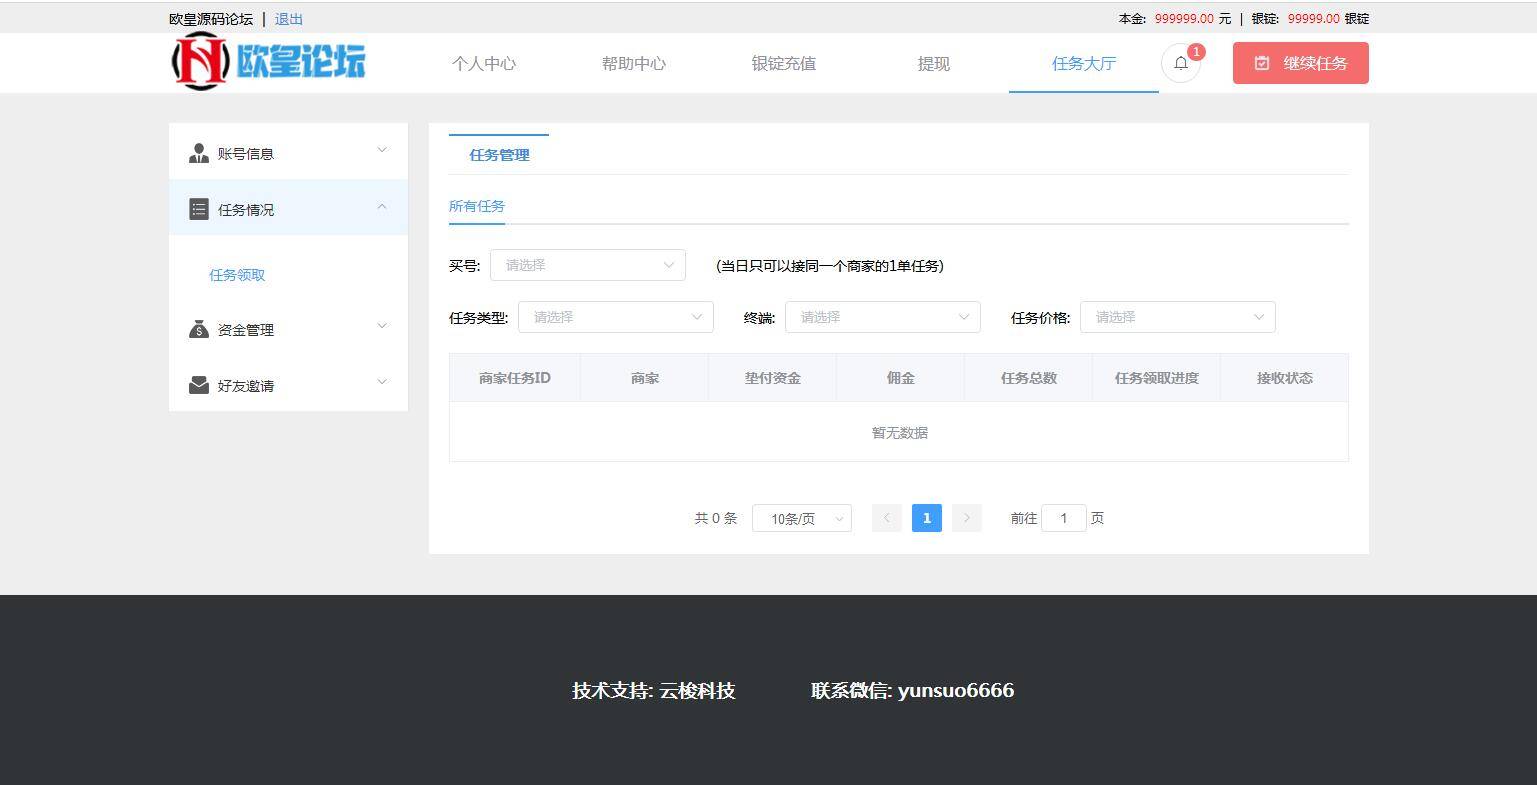 欧皇源码论坛 | 退出 本金: 999999.00 元 | 银锭: 99999.00 银锭
欧皇论坛 个人中心 帮助中心 银锭充值 提现 任务大厅 1 继续任务
账号信息
任务情况
任务领取
资金管理
好友邀请
任务管理
所有任务
买号: 请选择 (当日只可以接同一个商家的1单任务)
任务类型: 请选择 终端: 请选择 任务价格: 请选择
商家任务ID 商家 垫付资金 佣金 任务总数 任务领取进度 接收状态
暂无数据
共 0 条 10条/页 1 前往 1 页
技术支持: 云梭科技 联系微信: yunsuo6666